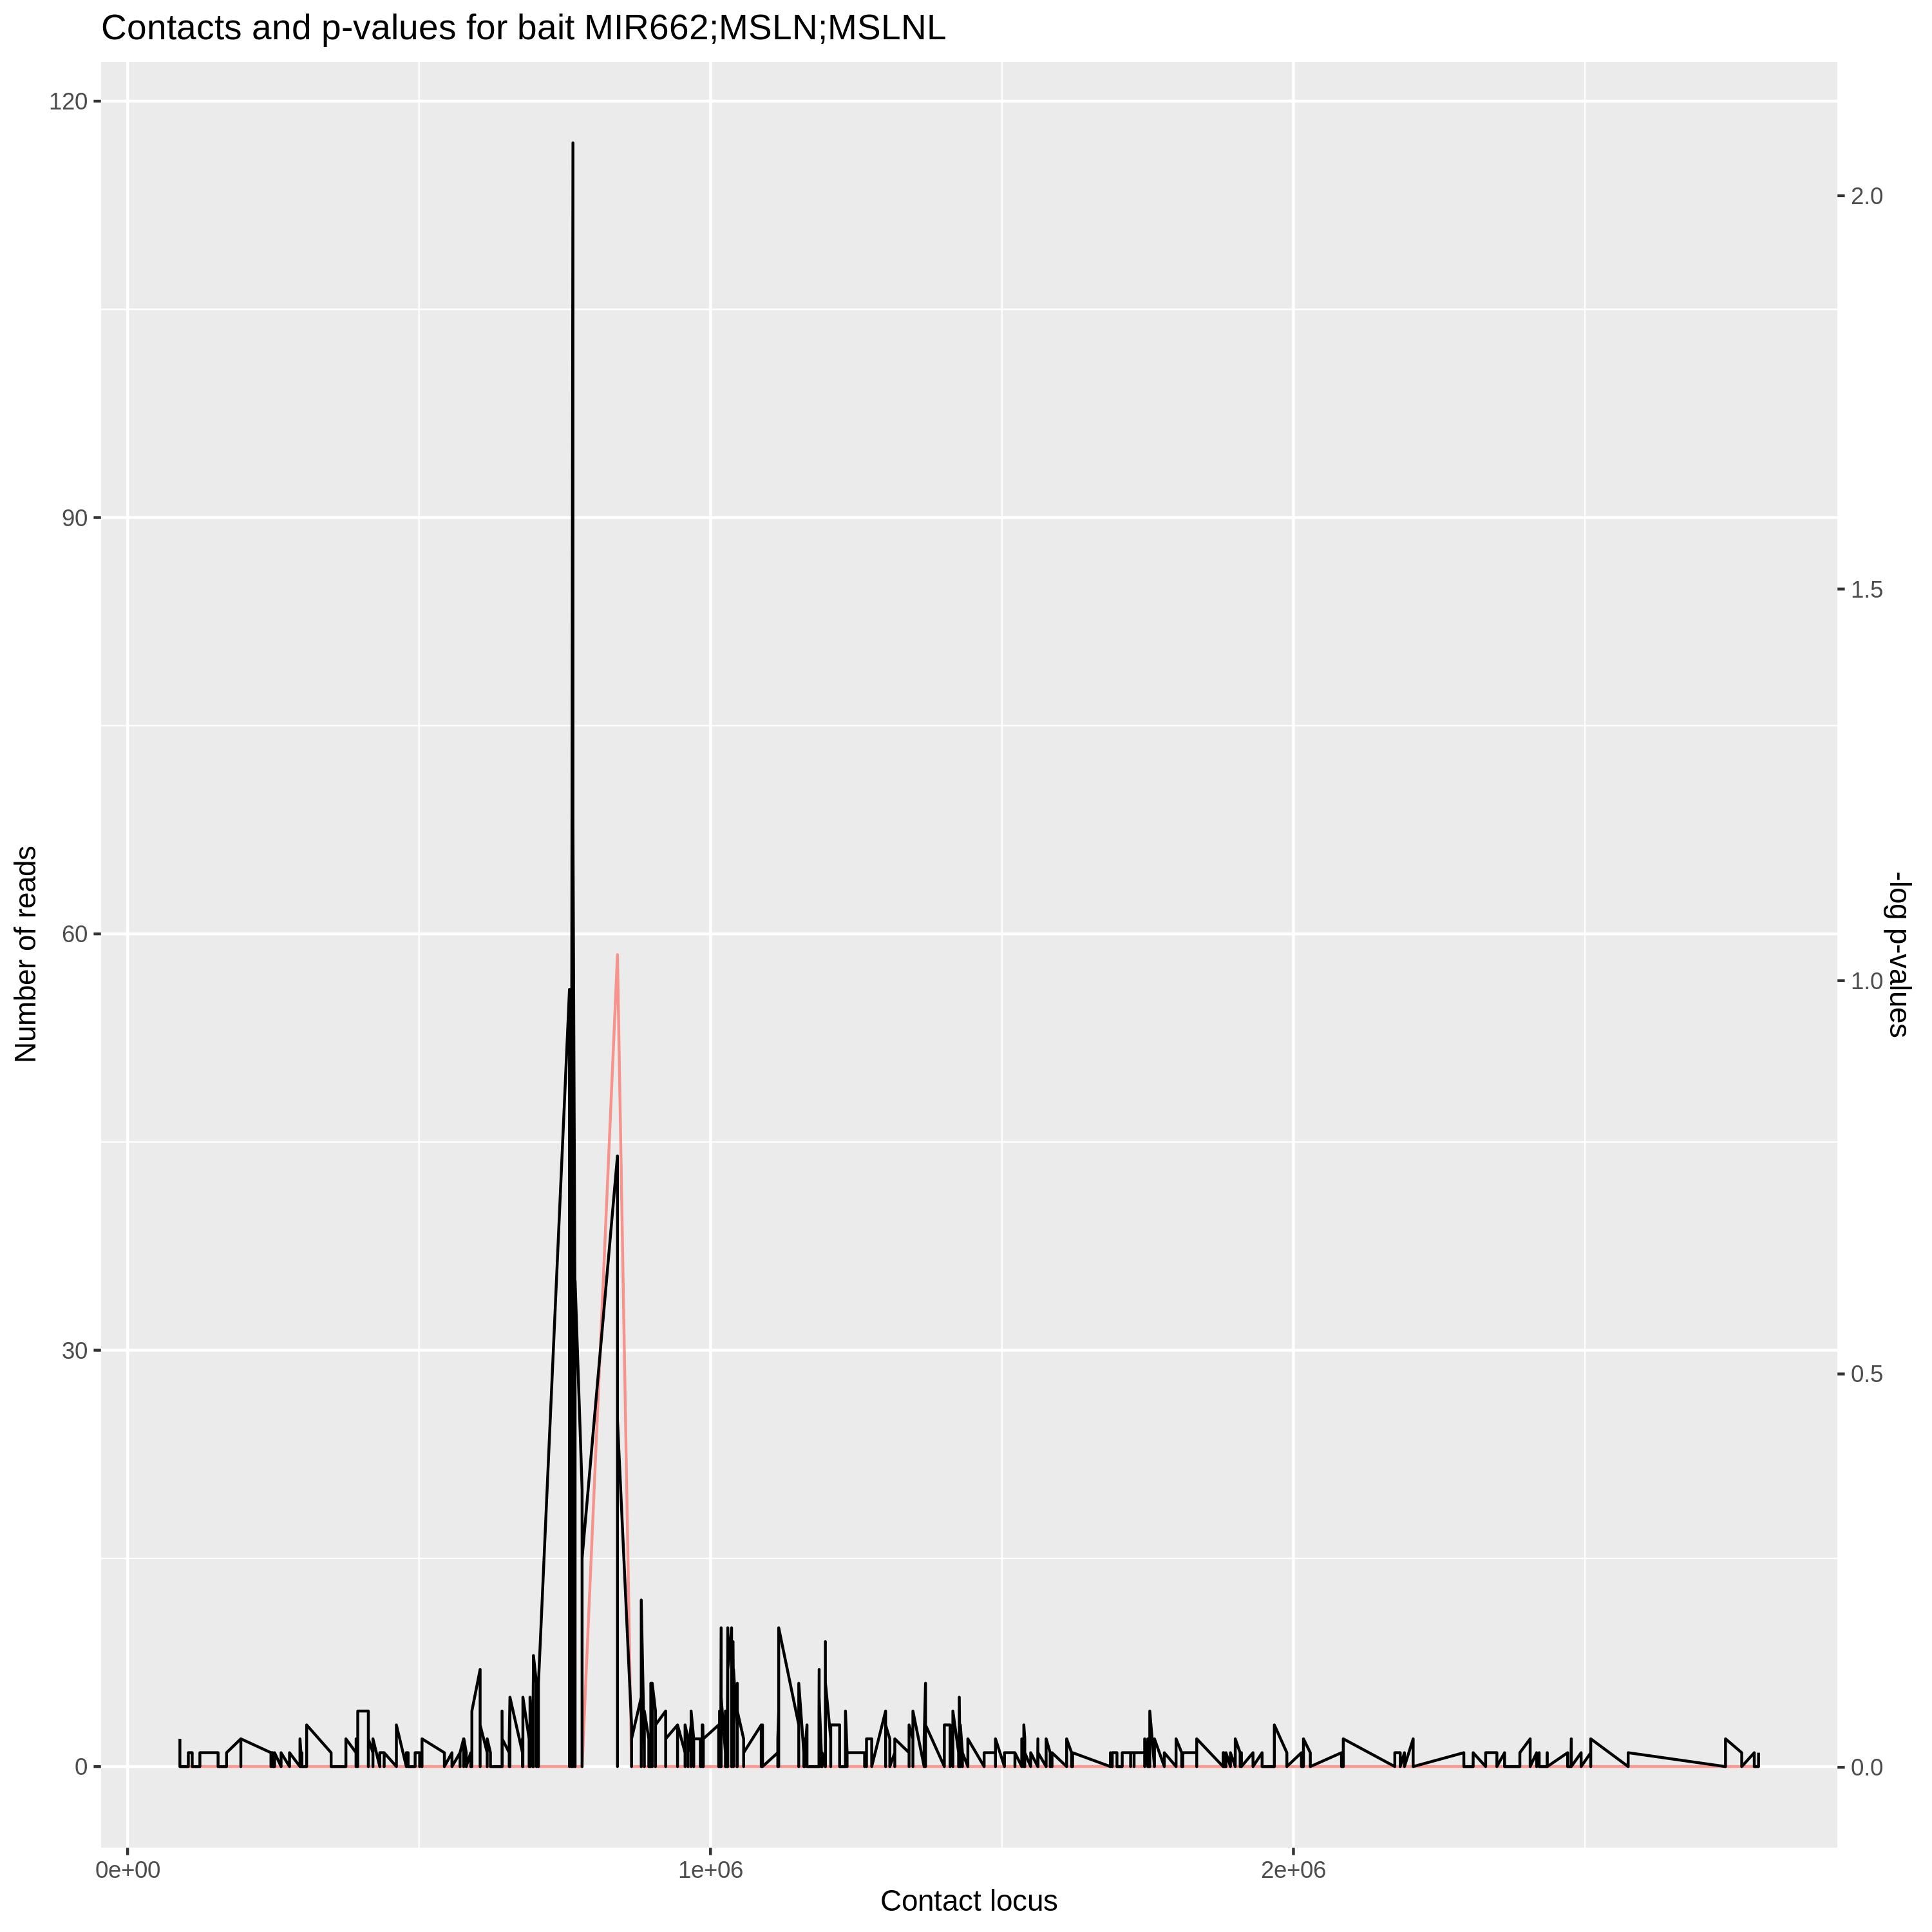 Contacts and p-values for bait MIR662;MSLN;MSLNL
120
90
60
30
0
Number of reads
2.0
1.5
1.0
0.5
0.0
-log p-values
0e+00
1e+06
2e+06
Contact locus